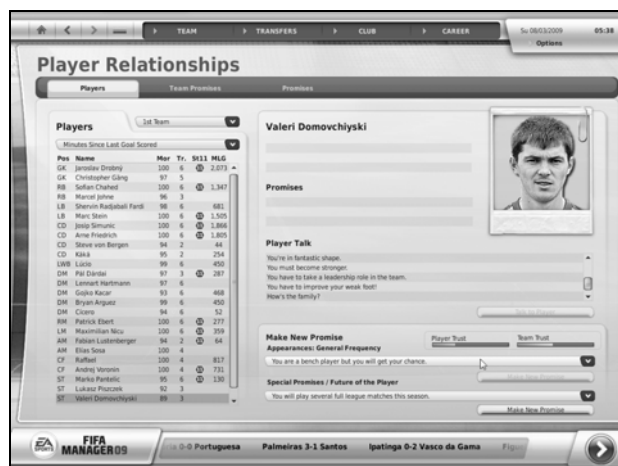 TEAM TRANSFERS CLUB CAREER So 08/03/2009 05:38
Options
Player Relationships
Players Team Promises Promises
Players 1st Team
Minutes Since Last Goal Scored
Pos Name Mor Tr. St11 MLG
GK Jaroslav Drobný 100 6 2,073
GK Christopher Gäng 97 5
RB Sofian Chahed 100 6 1,347
RB Marcel Johne 96 3
LB Shervin Radjabali Fardi 98 6 681
LB Marc Stein 100 6 1,505
CD Josip Simunic 100 6 1,866
CD Arne Friedrich 100 6 1,805
CD Steve von Bergen 94 2 44
CD Káká 95 2 254
LWB Lúcio 99 6 450
DM Pál Dárdai 97 3 287
DM Lennart Hartmann 97 6
DM Gojko Kacar 93 6 468
DM Bryan Arguez 99 6 450
DM Cicero 94 6 52
RM Patrick Ebert 100 6 277
LM Maximilian Nicu 100 6 359
AM Fabian Lustenberger 94 2 64
AM Elias Sosa 100 4
CF Raffael 100 4 817
CF Andrej Voronin 100 4 731
ST Marko Pantelic 95 6 130
ST Lukasz Piszczek 92 3
ST Valeri Domovchiyski 89 3
Valeri Domovchiyski
Promises
Player Talk
You're in fantastic shape.
You must become stronger.
You have to take a leadership role in the team.
You have to improve your weak foot!
How's the family?
Talk to Player
Make New Promise Player Trust Team Trust
Appearances: General Frequency
You are a bench player but you will get your chance.
Make New Promise
Special Promises / Future of the Player
You will play several full league matches this season.
Make New Promise
EA SPORTS FIFA MANAGER 09
0-0 Portuguesa Palmeiras 3-1 Santos Ipatinga 0-2 Vasco da Gama